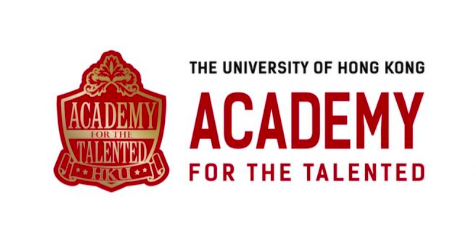 ACADEMY
FOR THE
TALENTED
HKU
THE UNIVERSITY OF HONG KONG
ACADEMY
FOR THE TALENTED